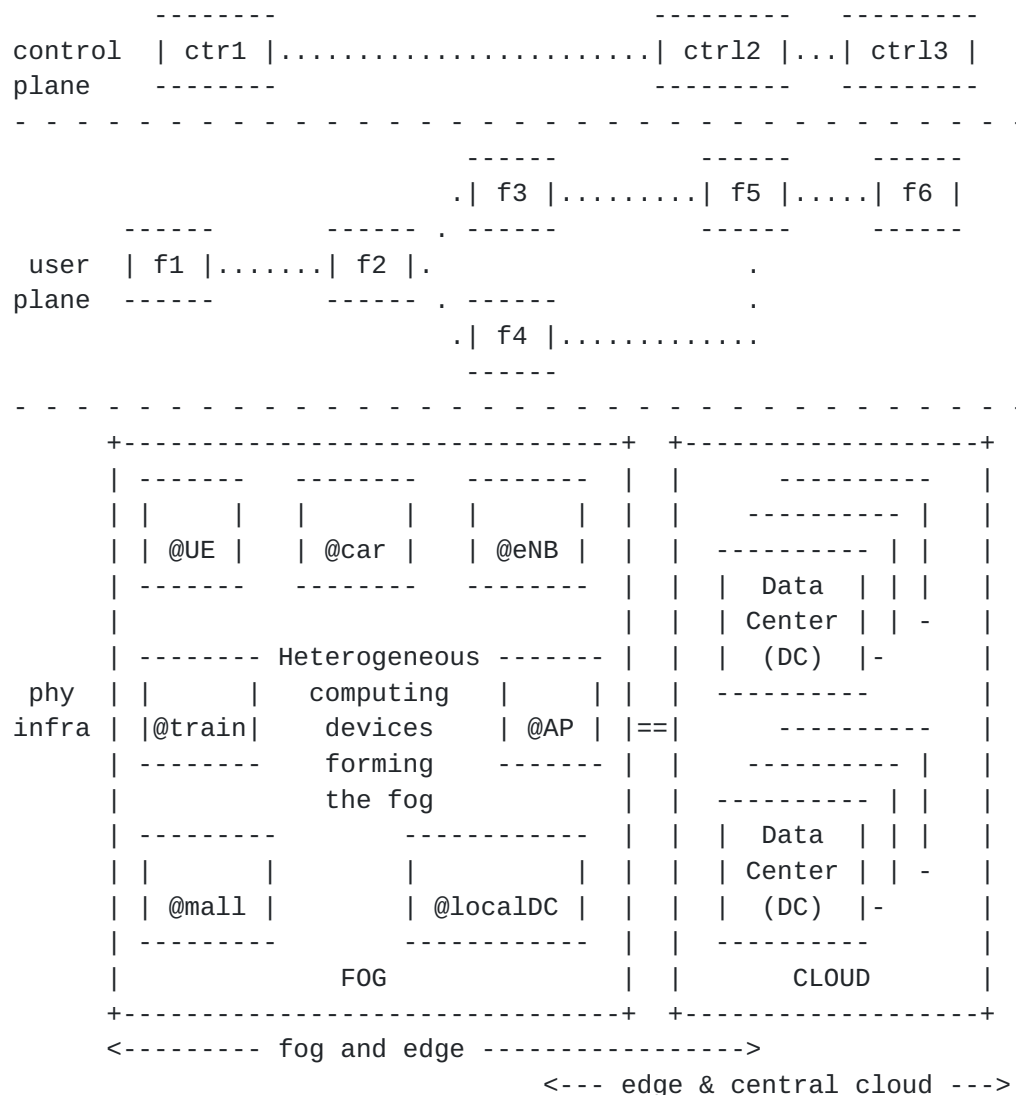 --------                         ---------   ---------
control    | ctr1 |........................| ctrl2 |...| ctrl3 |
plane       --------                         ---------   ---------
- - - - - - - - - - - - - - - - - - - - - - - - - - - - - - - - -
                             ------         ------     ------
                            .| f3 |.........| f5 |.....| f6 |
       ------       ------ . ------         ------     ------
 user  | f1 |.......| f2 |.                    .
plane  ------       ------ . ------            .
                            .| f4 |.............
                             ------
- - - - - - - - - - - - - - - - - - - - - - - - - - - - - - - - -
      +--------------------------------+  +-------------------+
      | -------   --------   --------  |  |      ----------   |
      | |     |   |      |   |      |  |  |    ---------- |   |
      | | @UE |   | @car |   | @eNB |  |  |  ---------- | |   |
      | -------   --------   --------  |  |  |  Data  | | |   |
      |                                |  |  | Center | | -   |
      | -------- Heterogeneous ------- |  |  |  (DC)  |-      |
 phy  | |      |   computing   |     | |  |  ----------       |
infra | |@train|    devices    | @AP | |==|      ----------   |
      | --------    forming    ------- |  |    ---------- |   |
      |             the fog            |  |  ---------- | |   |
      | ---------        ------------  |  |  |  Data  | | |   |
      | |       |        |          |  |  |  | Center | | -   |
      | | @mall |        | @localDC |  |  |  |  (DC)  |-      |
      | ---------        ------------  |  |  ----------       |
      |              FOG               |  |       CLOUD       |
      +--------------------------------+  +-------------------+
      <--------- fog and edge ----------------->
                                  <--- edge & central cloud --->